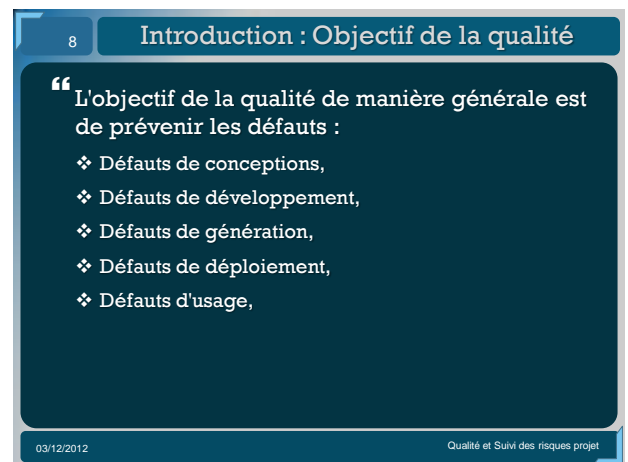 8
Introduction : Objectif de la qualité
“
L'objectif de la qualité de manière générale est
de prévenir les défauts :
❖ Défauts de conceptions,
❖ Défauts de développement,
❖ Défauts de génération,
❖ Défauts de déploiement,
❖ Défauts d'usage,
03/12/2012
Qualité et Suivi des risques projet